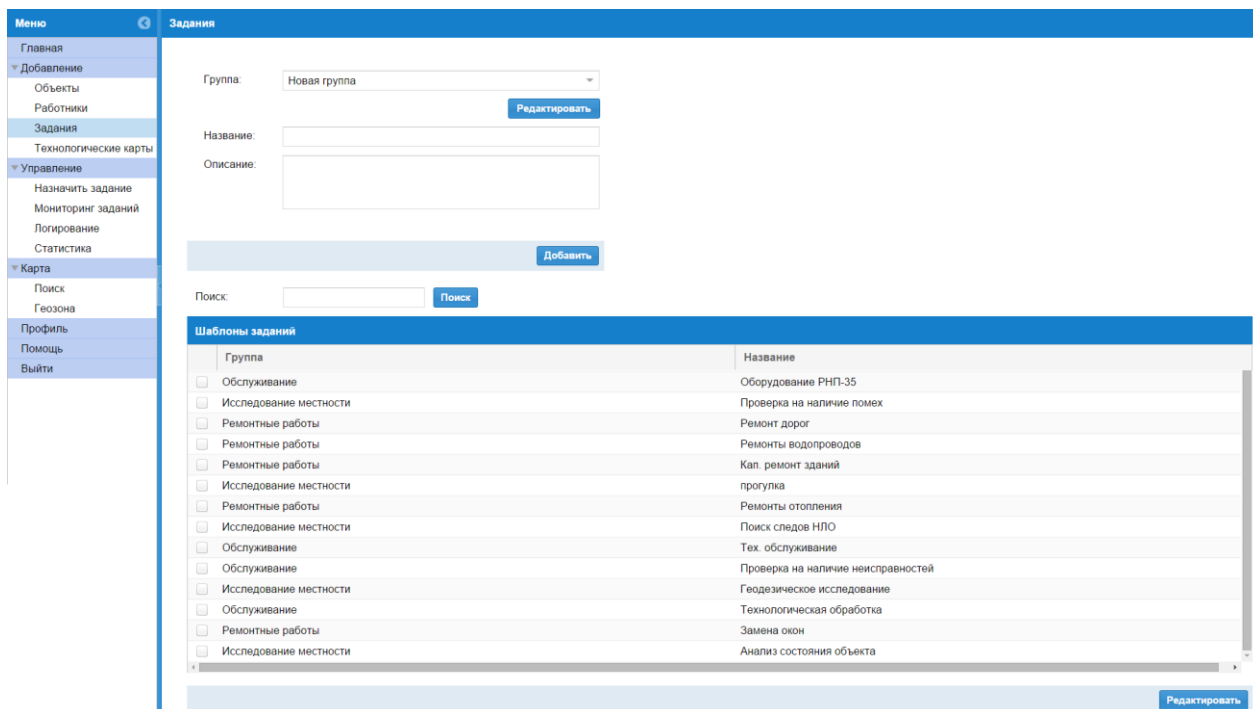 Меню
Главная
Добавление
Объекты
Работники
Задания
Технологические карты
Управление
Назначить задание
Мониторинг заданий
Логирование
Статистика
Карта
Поиск
Геозона
Профиль
Помощь
Выйти
Задания
Группа: Новая группа
Редактировать
Название:
Описание:
Добавить
Поиск: Поиск
Шаблоны заданий
Группа Название
Обслуживание Оборудование РНП-35
Исследование местности Проверка на наличие помех
Ремонтные работы Ремонт дорог
Ремонтные работы Ремонты водопроводов
Ремонтные работы Кап. ремонт зданий
Исследование местности прогулка
Ремонтные работы Ремонты отопления
Исследование местности Поиск следов НЛО
Обслуживание Тех. обслуживание
Обслуживание Проверка на наличие неисправностей
Исследование местности Геодезическое исследование
Обслуживание Технологическая обработка
Ремонтные работы Замена окон
Исследование местности Анализ состояния объекта
Редактировать